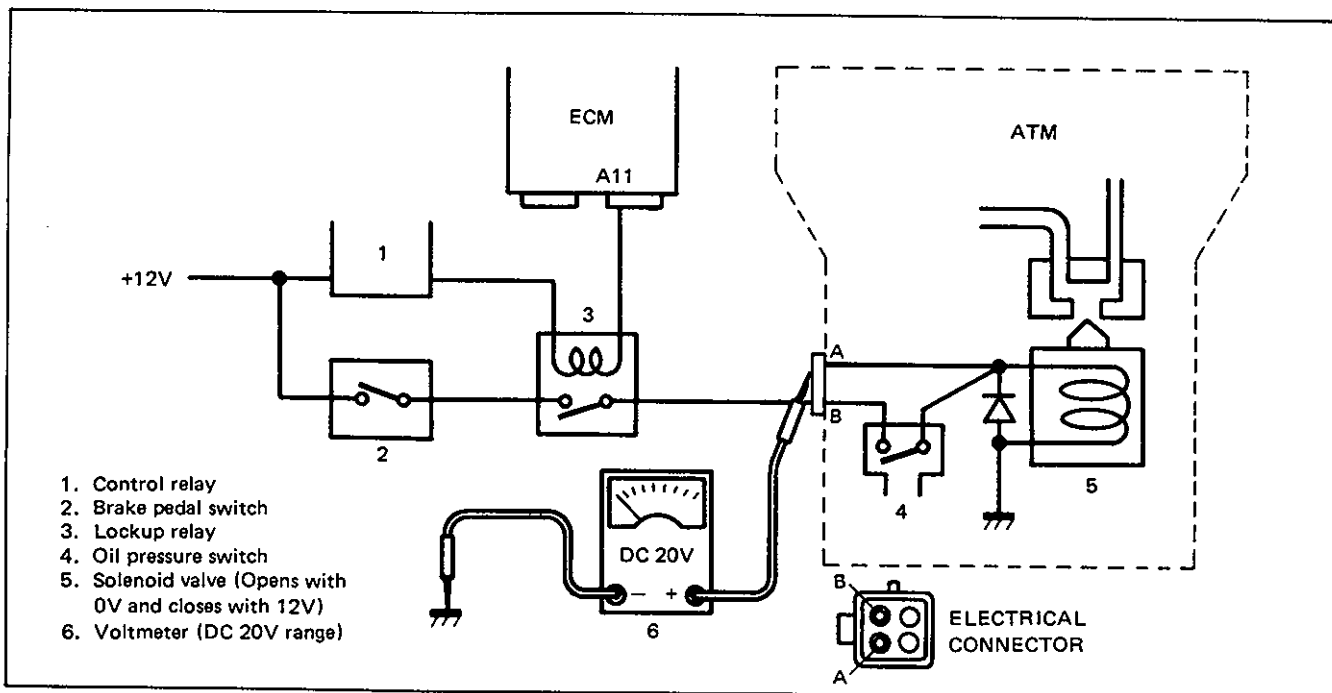 ECM
A11
ATM
1
+12V
3
A
B
2
4
5
DC 20V
− +
6
1. Control relay
2. Brake pedal switch
3. Lockup relay
4. Oil pressure switch
5. Solenoid valve (Opens with
0V and closes with 12V)
6. Voltmeter (DC 20V range)
B
ELECTRICAL
CONNECTOR
A